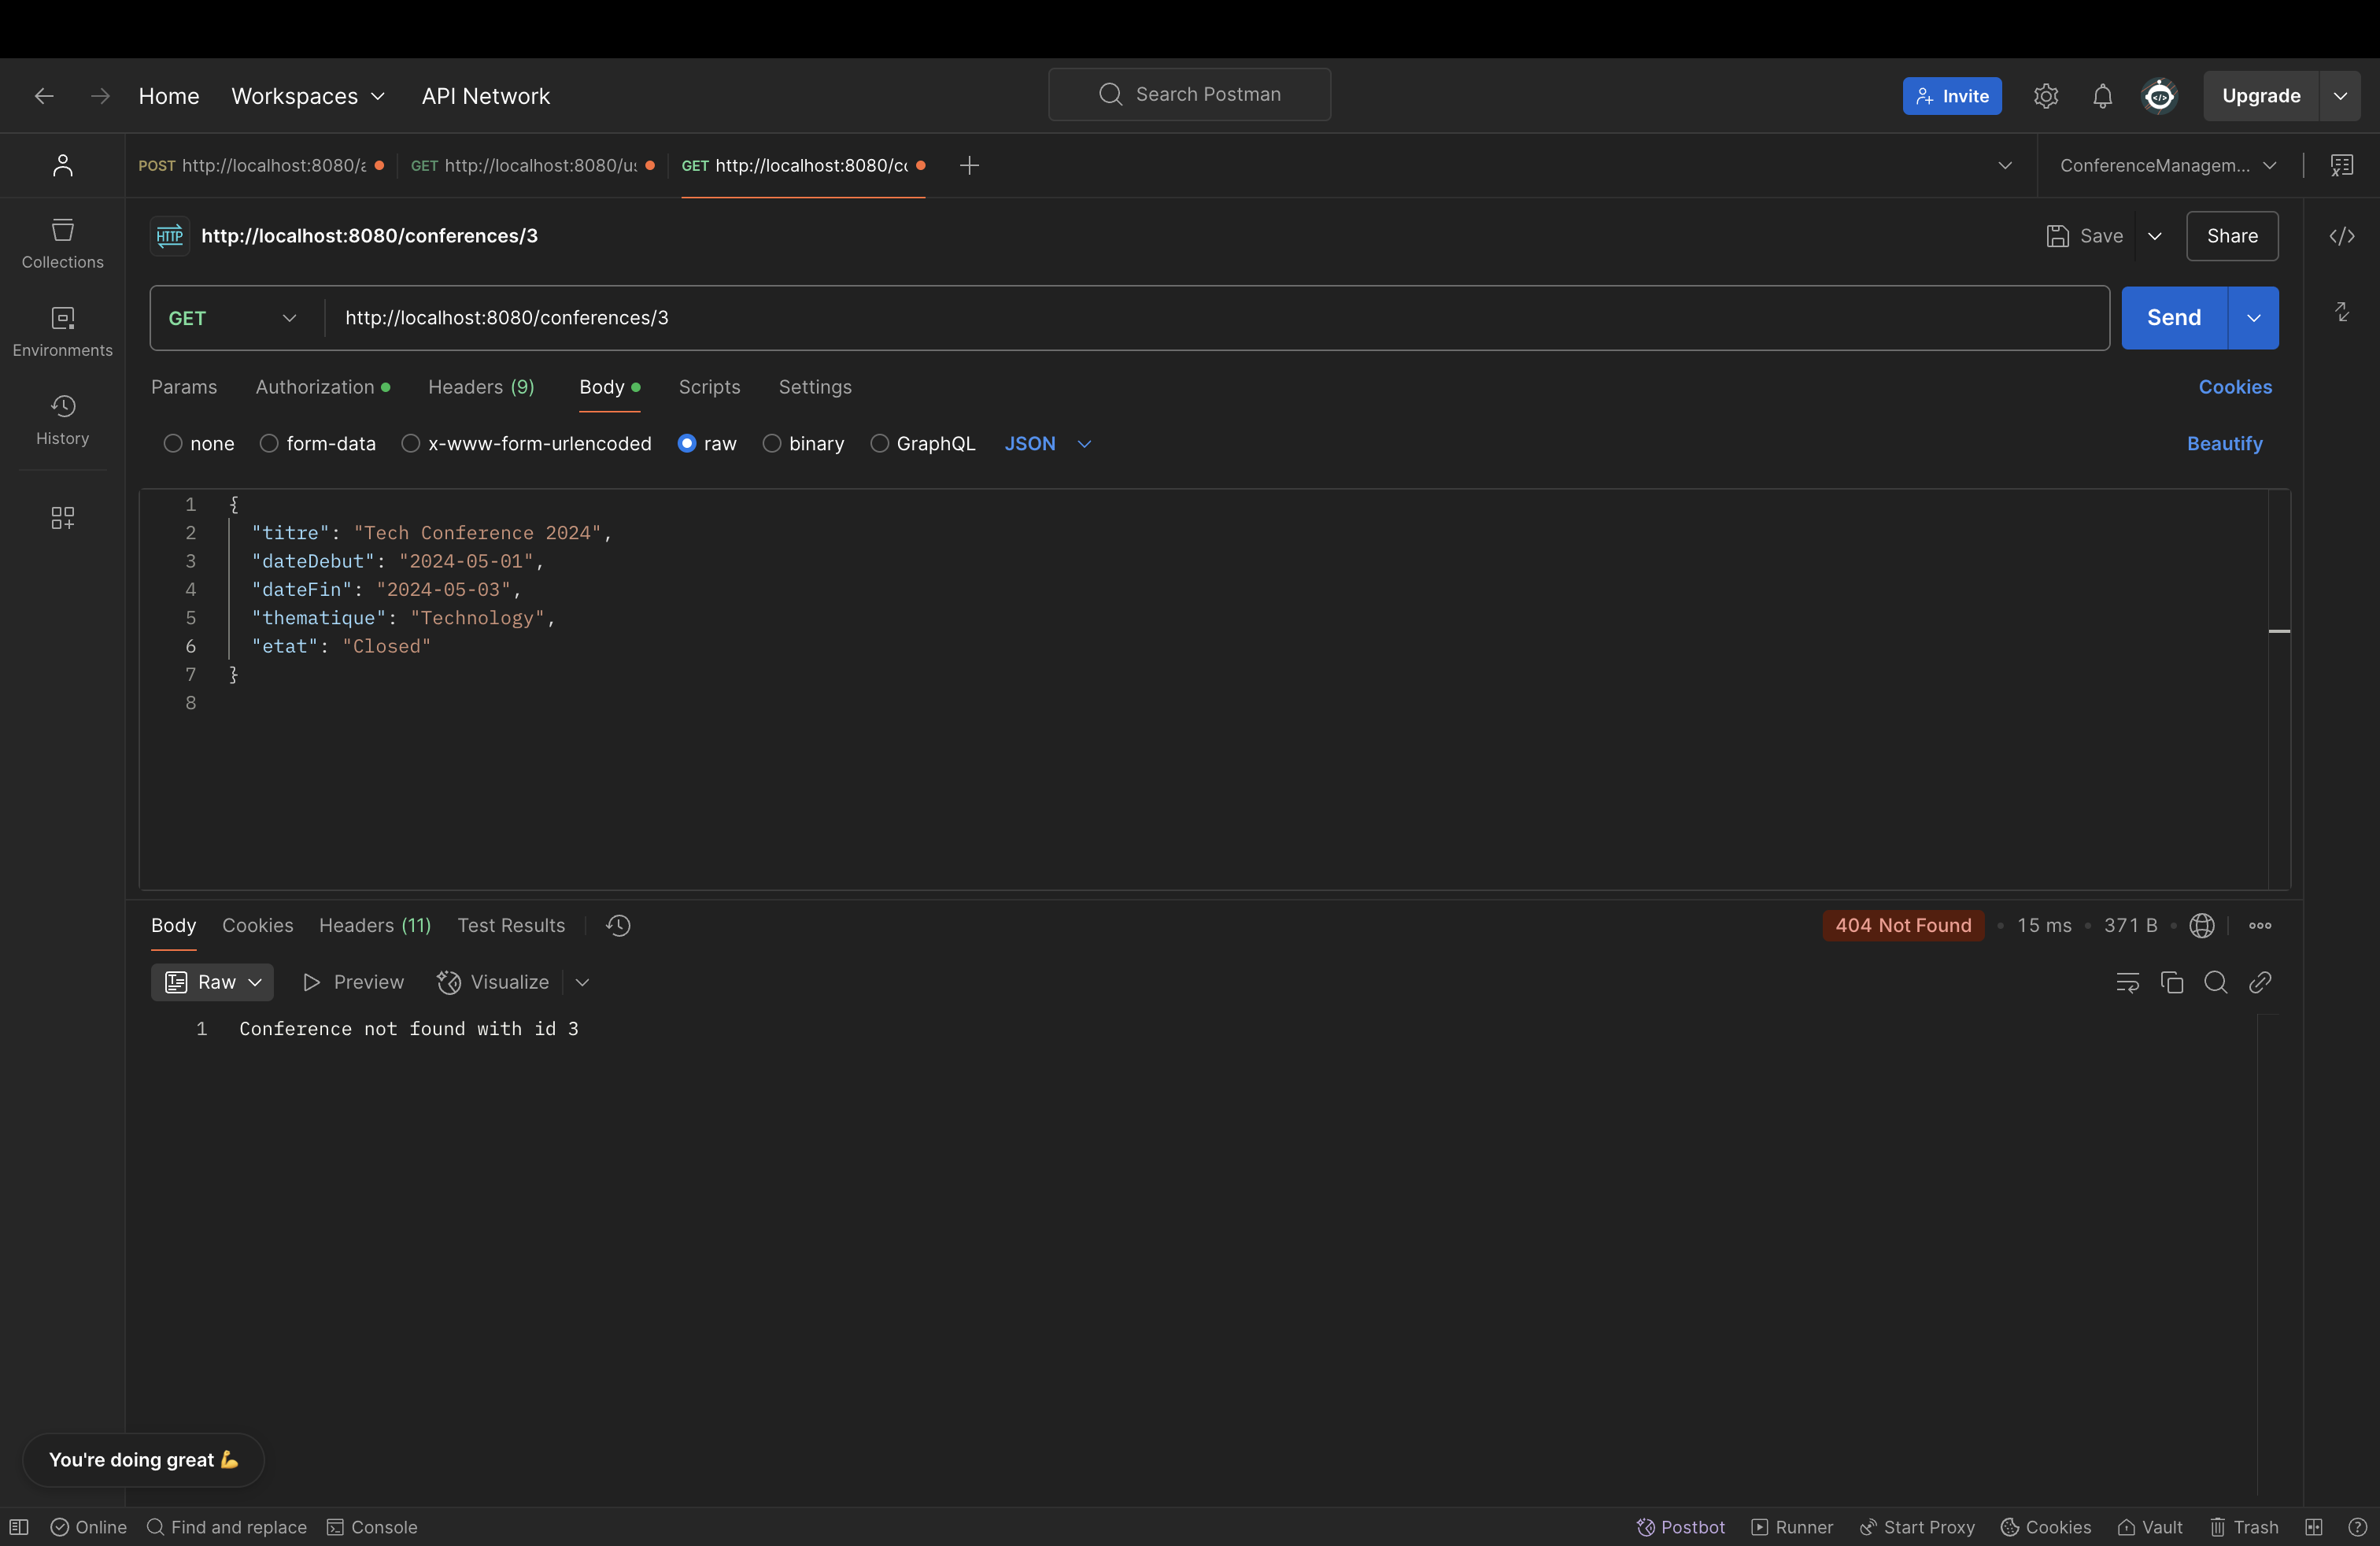 Home Workspaces API Network Search Postman Invite Upgrade
POST http://localhost:8080/a GET http://localhost:8080/us GET http://localhost:8080/co ConferenceManagem...
HTTP http://localhost:8080/conferences/3 Save Share
GET http://localhost:8080/conferences/3 Send
Collections
Environments
History
Params Authorization Headers (9) Body Scripts Settings Cookies
none form-data x-www-form-urlencoded raw binary GraphQL JSON Beautify
1 {
2 "titre": "Tech Conference 2024",
3 "dateDebut": "2024-05-01",
4 "dateFin": "2024-05-03",
5 "thematique": "Technology",
6 "etat": "Closed"
7 }
8
Body Cookies Headers (11) Test Results 404 Not Found • 15 ms • 371 B •
Raw Preview Visualize
1 Conference not found with id 3
You're doing great 💪
Online Find and replace Console Postbot Runner Start Proxy Cookies Vault Trash